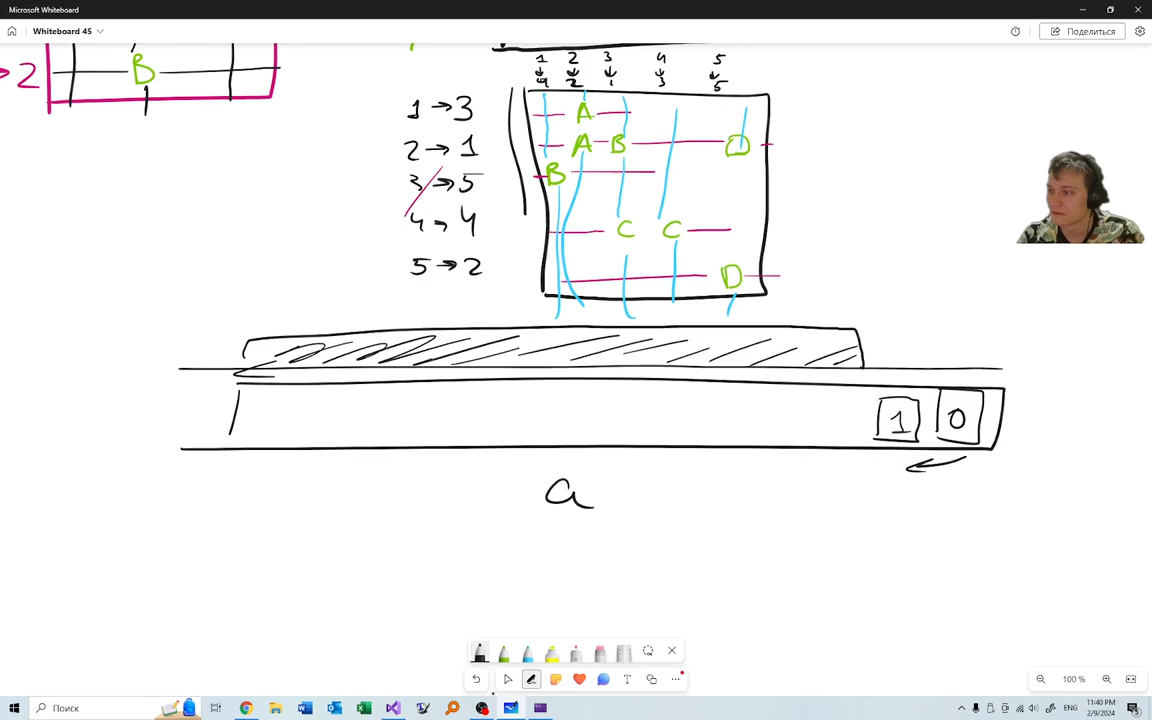 Microsoft Whiteboard
Whiteboard 45
Поделиться
B
2
1 2 3 4 5
4 2 1 3 5
1 → 3
2 → 1
3 → 5
4 → 4
5 → 2
A
A B D
B
C C
D
1 0
a
100 %
Поиск
ENG
11:40 PM
2/9/2024
5